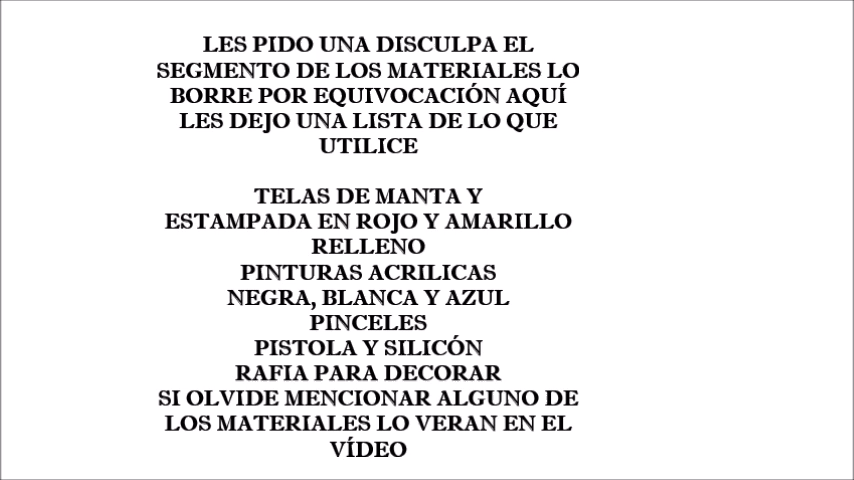 LES PIDO UNA DISCULPA EL
SEGMENTO DE LOS MATERIALES LO
BORRE POR EQUIVOCACIÓN AQUÍ
LES DEJO UNA LISTA DE LO QUE
UTILICE
TELAS DE MANTA Y
ESTAMPADA EN ROJO Y AMARILLO
RELLENO
PINTURAS ACRILICAS
NEGRA, BLANCA Y AZUL
PINCELES
PISTOLA Y SILICÓN
RAFIA PARA DECORAR
SI OLVIDE MENCIONAR ALGUNO DE
LOS MATERIALES LO VERAN EN EL
VÍDEO